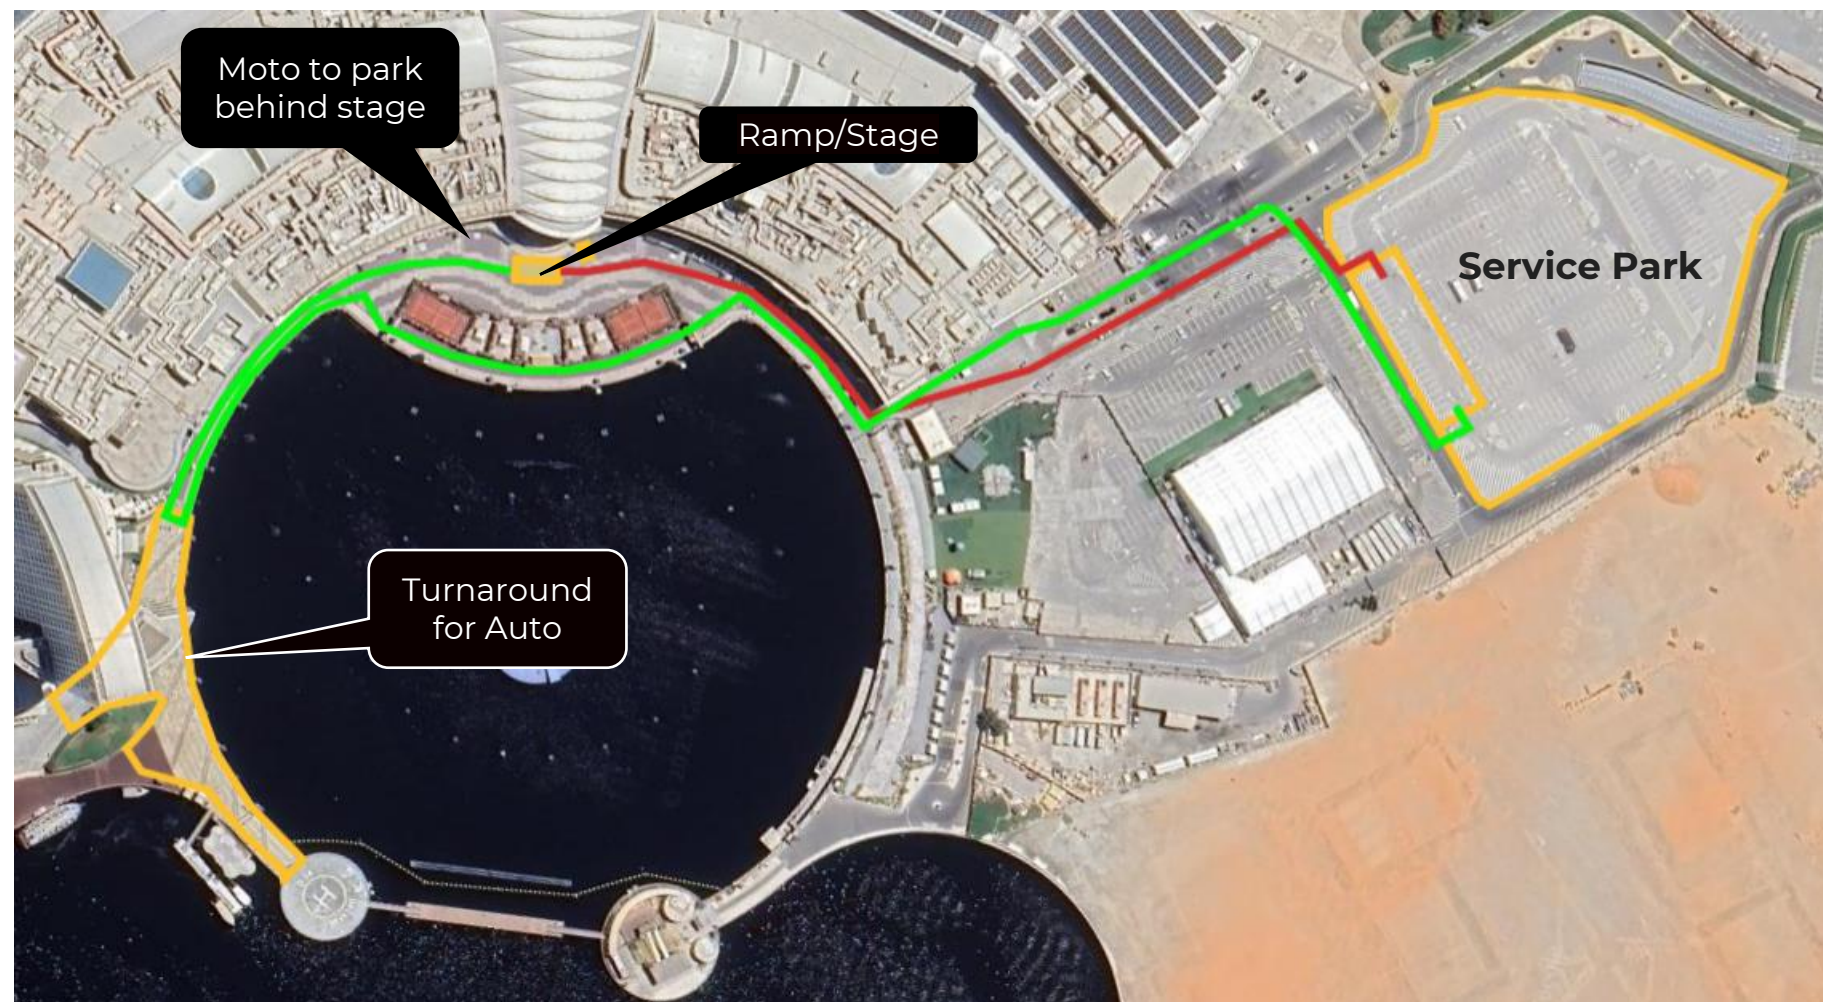 Moto to park
behind stage
Ramp/Stage
Service Park
Turnaround
for Auto
H